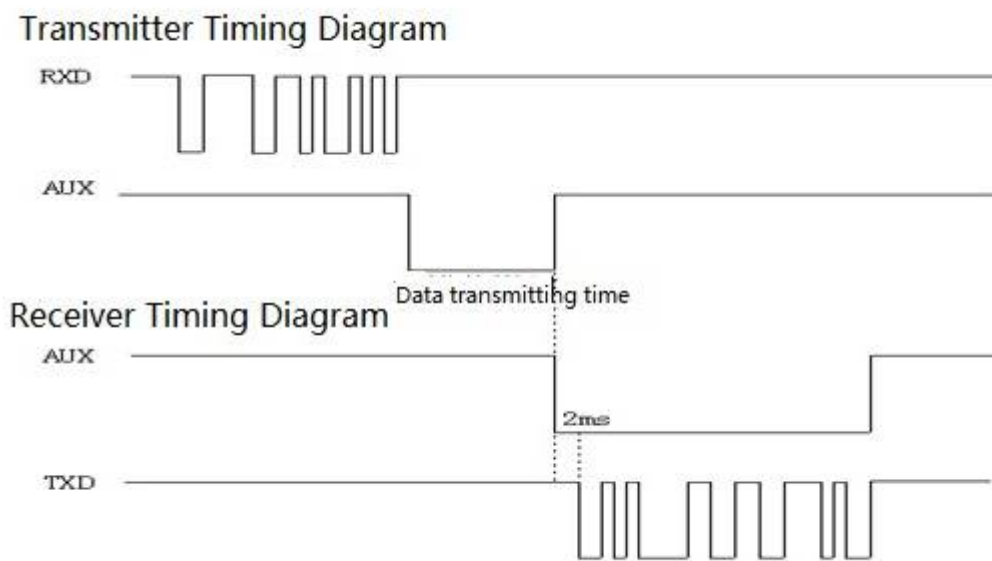 Transmitter Timing Diagram
RXD
AUX
Data transmitting time
Receiver Timing Diagram
AUX
2ms
TXD